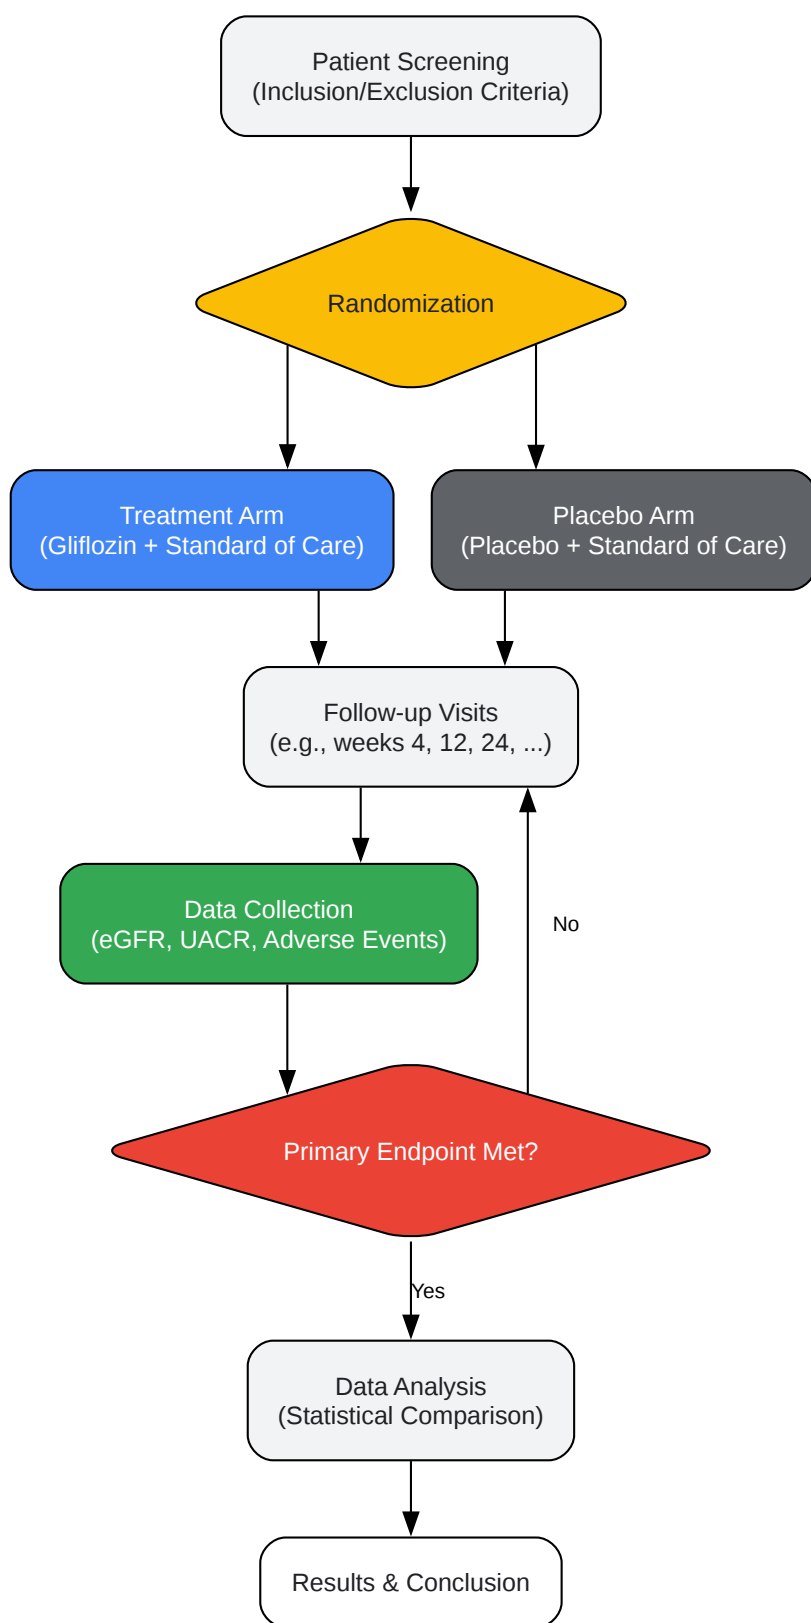 Patient Screening
(Inclusion/Exclusion Criteria)
Randomization
Treatment Arm
(Gliflozin + Standard of Care)
Placebo Arm
(Placebo + Standard of Care)
Follow-up Visits
(e.g., weeks 4, 12, 24, ...)
Data Collection
(eGFR, UACR, Adverse Events)
No
Primary Endpoint Met?
Yes
Data Analysis
(Statistical Comparison)
Results & Conclusion